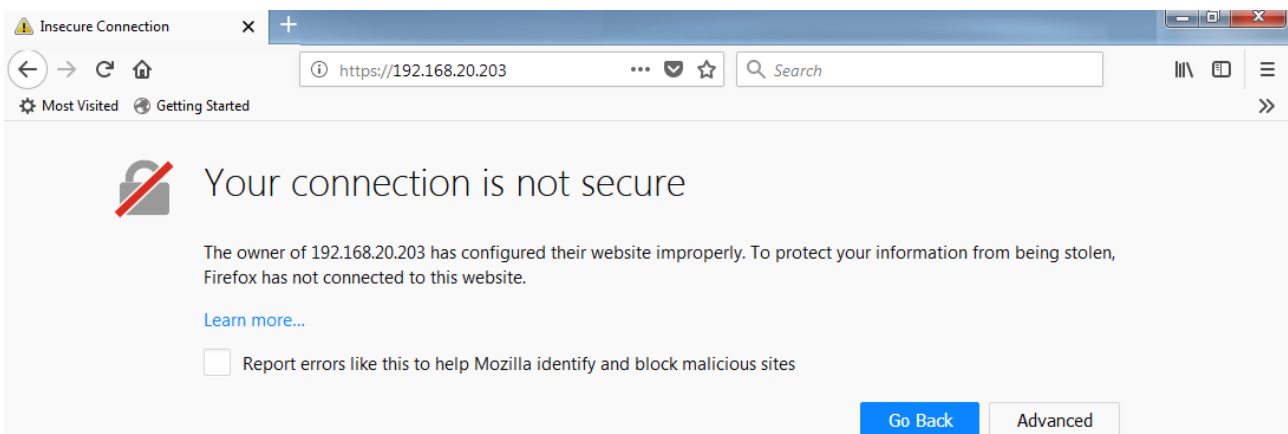 Insecure Connection
https://192.168.20.203
Search
Most Visited Getting Started
Your connection is not secure
The owner of 192.168.20.203 has configured their website improperly. To protect your information from being stolen,
Firefox has not connected to this website.
Learn more...
Report errors like this to help Mozilla identify and block malicious sites
Go Back Advanced